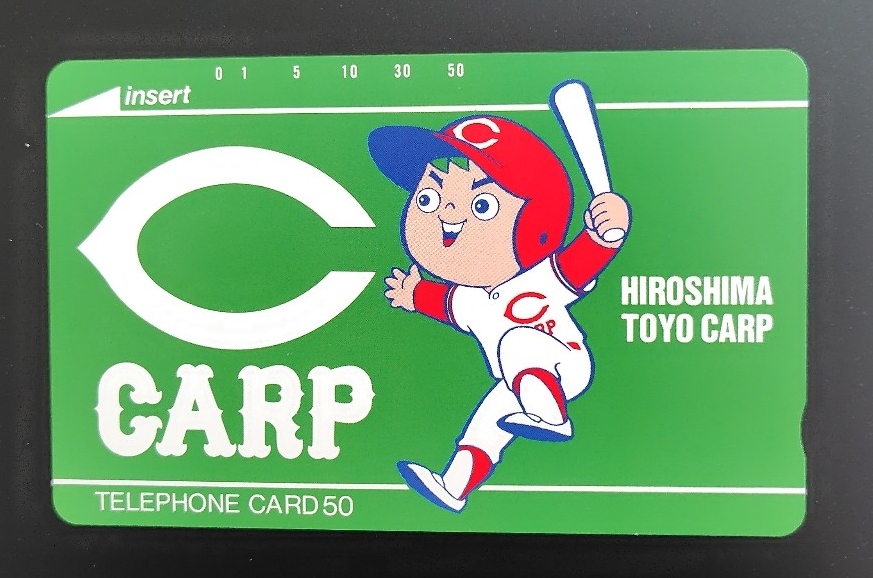 0 1 5 10 30 50
insert
C
C
HIROSHIMA
TOYO CARP
C
CARP
TELEPHONE CARD 50